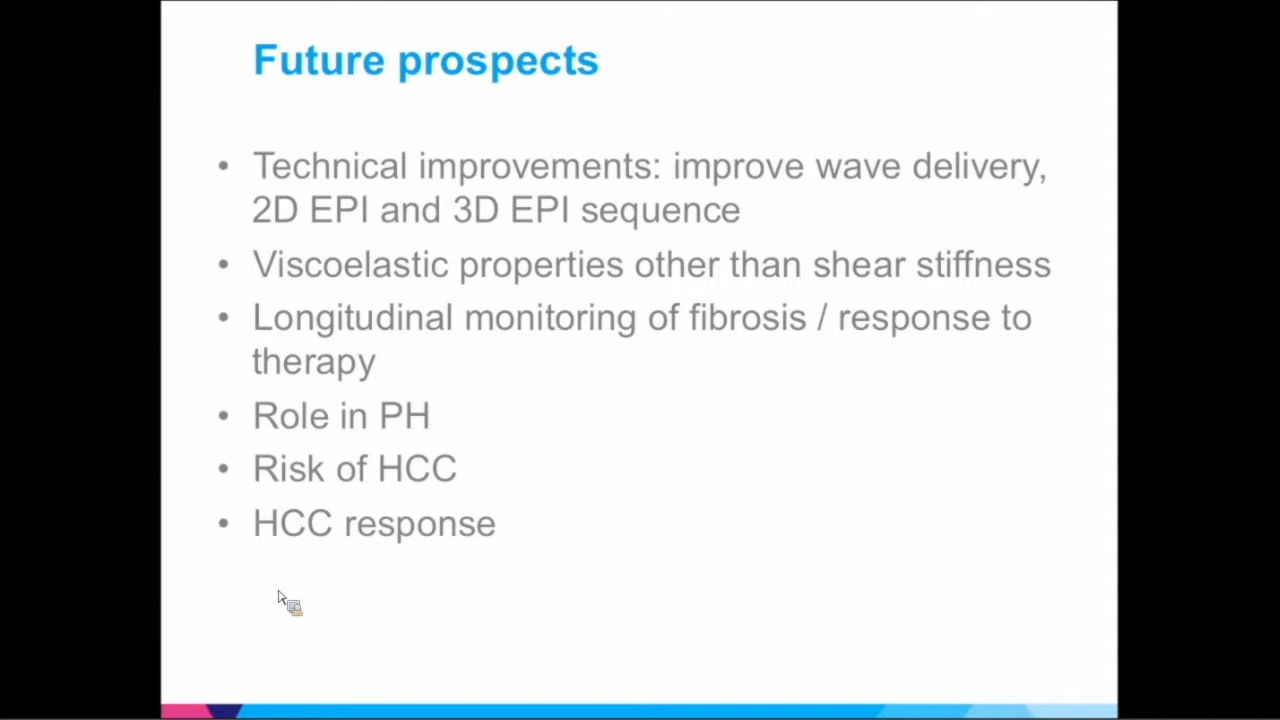 Future prospects
• Technical improvements: improve wave delivery,
2D EPI and 3D EPI sequence
• Viscoelastic properties other than shear stiffness
• Longitudinal monitoring of fibrosis / response to
therapy
• Role in PH
• Risk of HCC
• HCC response